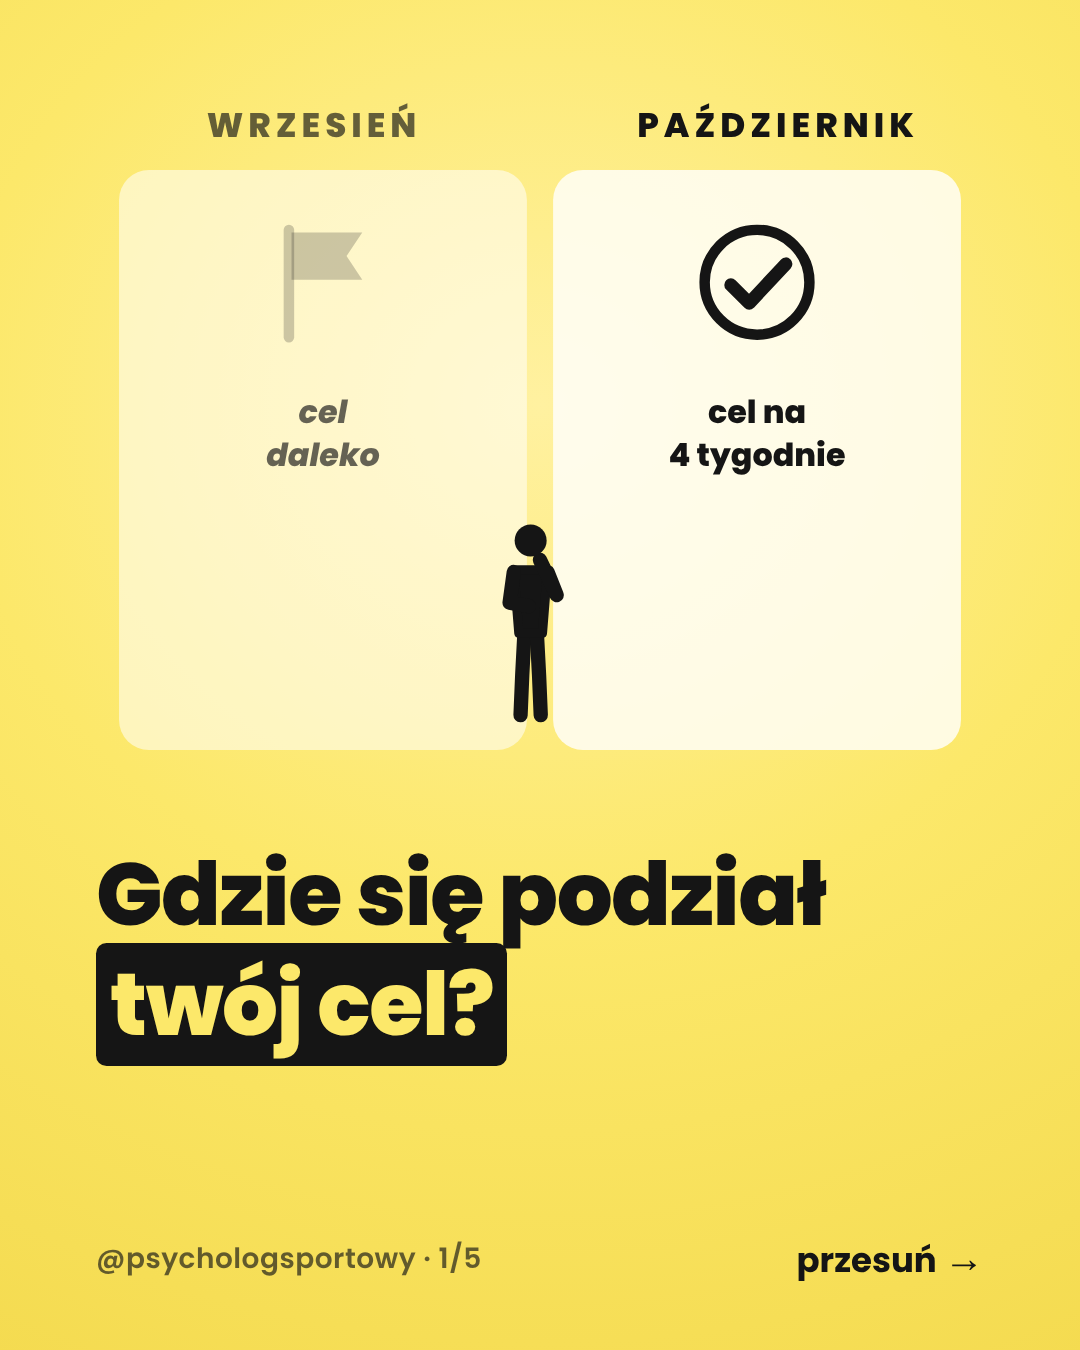 WRZESIEŃ
PAŹDZIERNIK
cel
daleko
cel na
4 tygodnie
Gdzie się podział
twój cel?
@psychologsportowy · 1/5
przesuń →